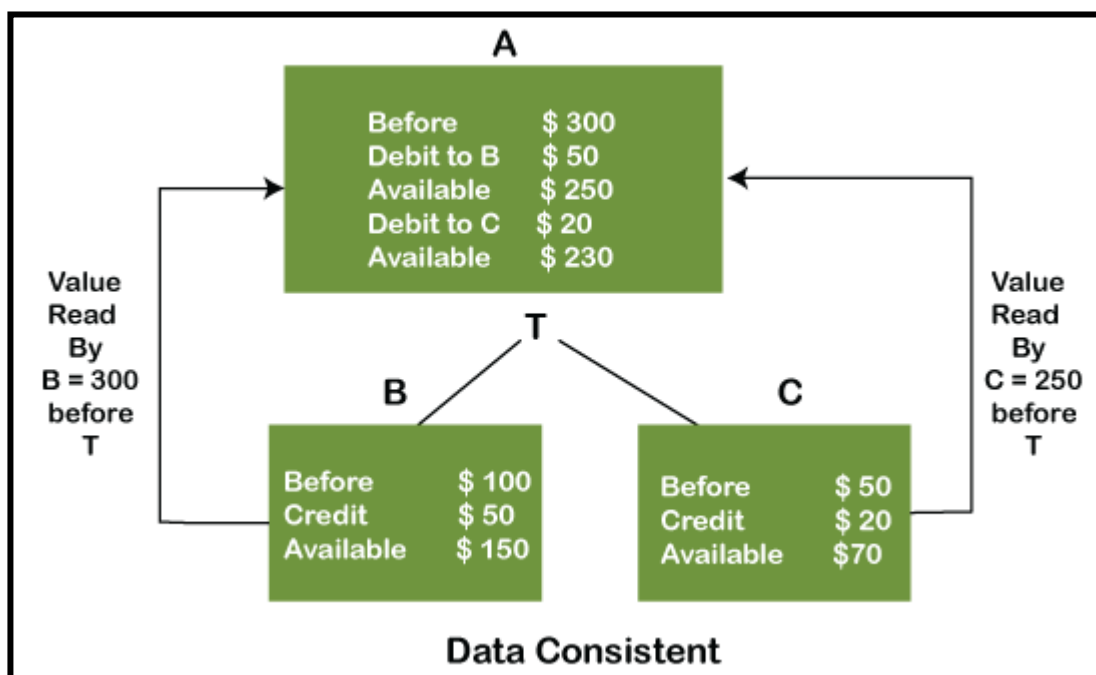 A
Before $ 300
Debit to B $ 50
Available $ 250
Debit to C $ 20
Available $ 230
Value
Read
By
B = 300
before
T
T
Value
Read
By
C = 250
before
T
B
Before $ 100
Credit $ 50
Available $ 150
C
Before $ 50
Credit $ 20
Available $70
Data Consistent